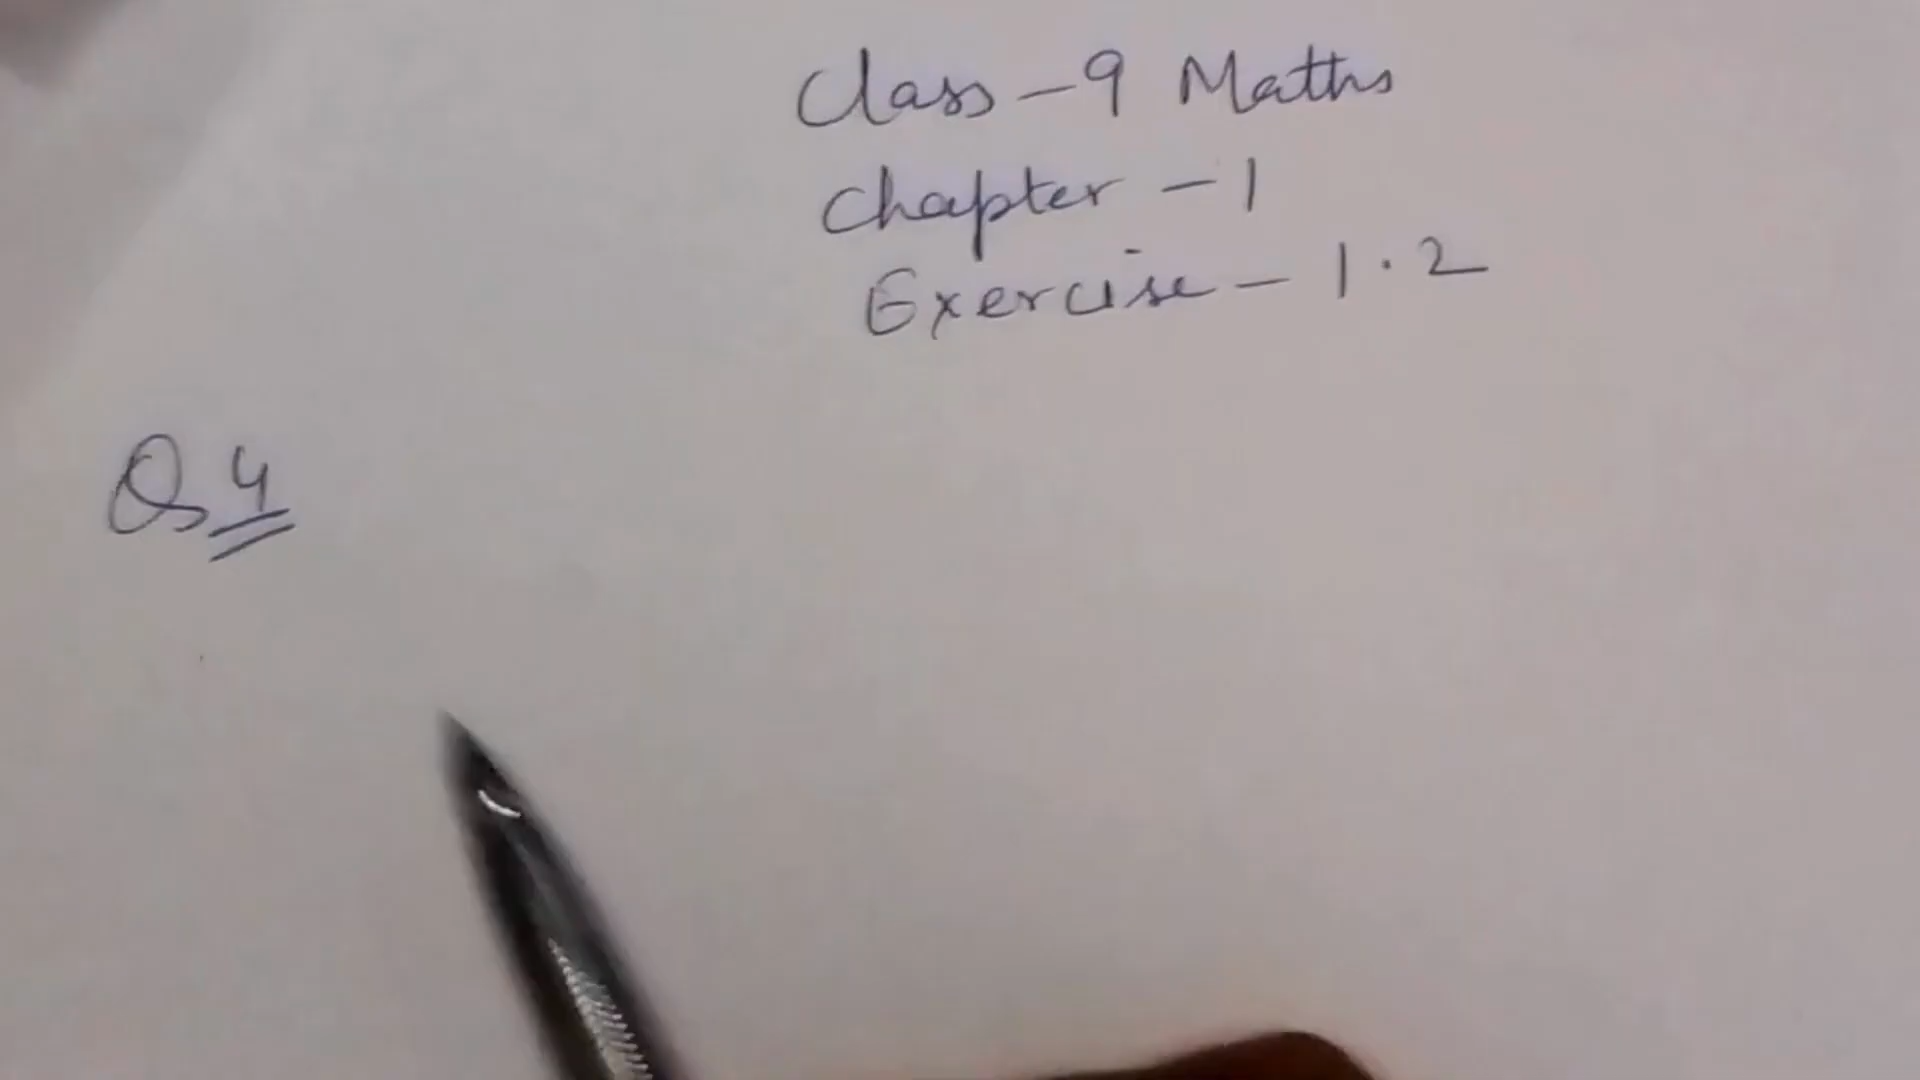 Class - 9 Maths
Chapter - 1
Exercise - 1.2
Q 4